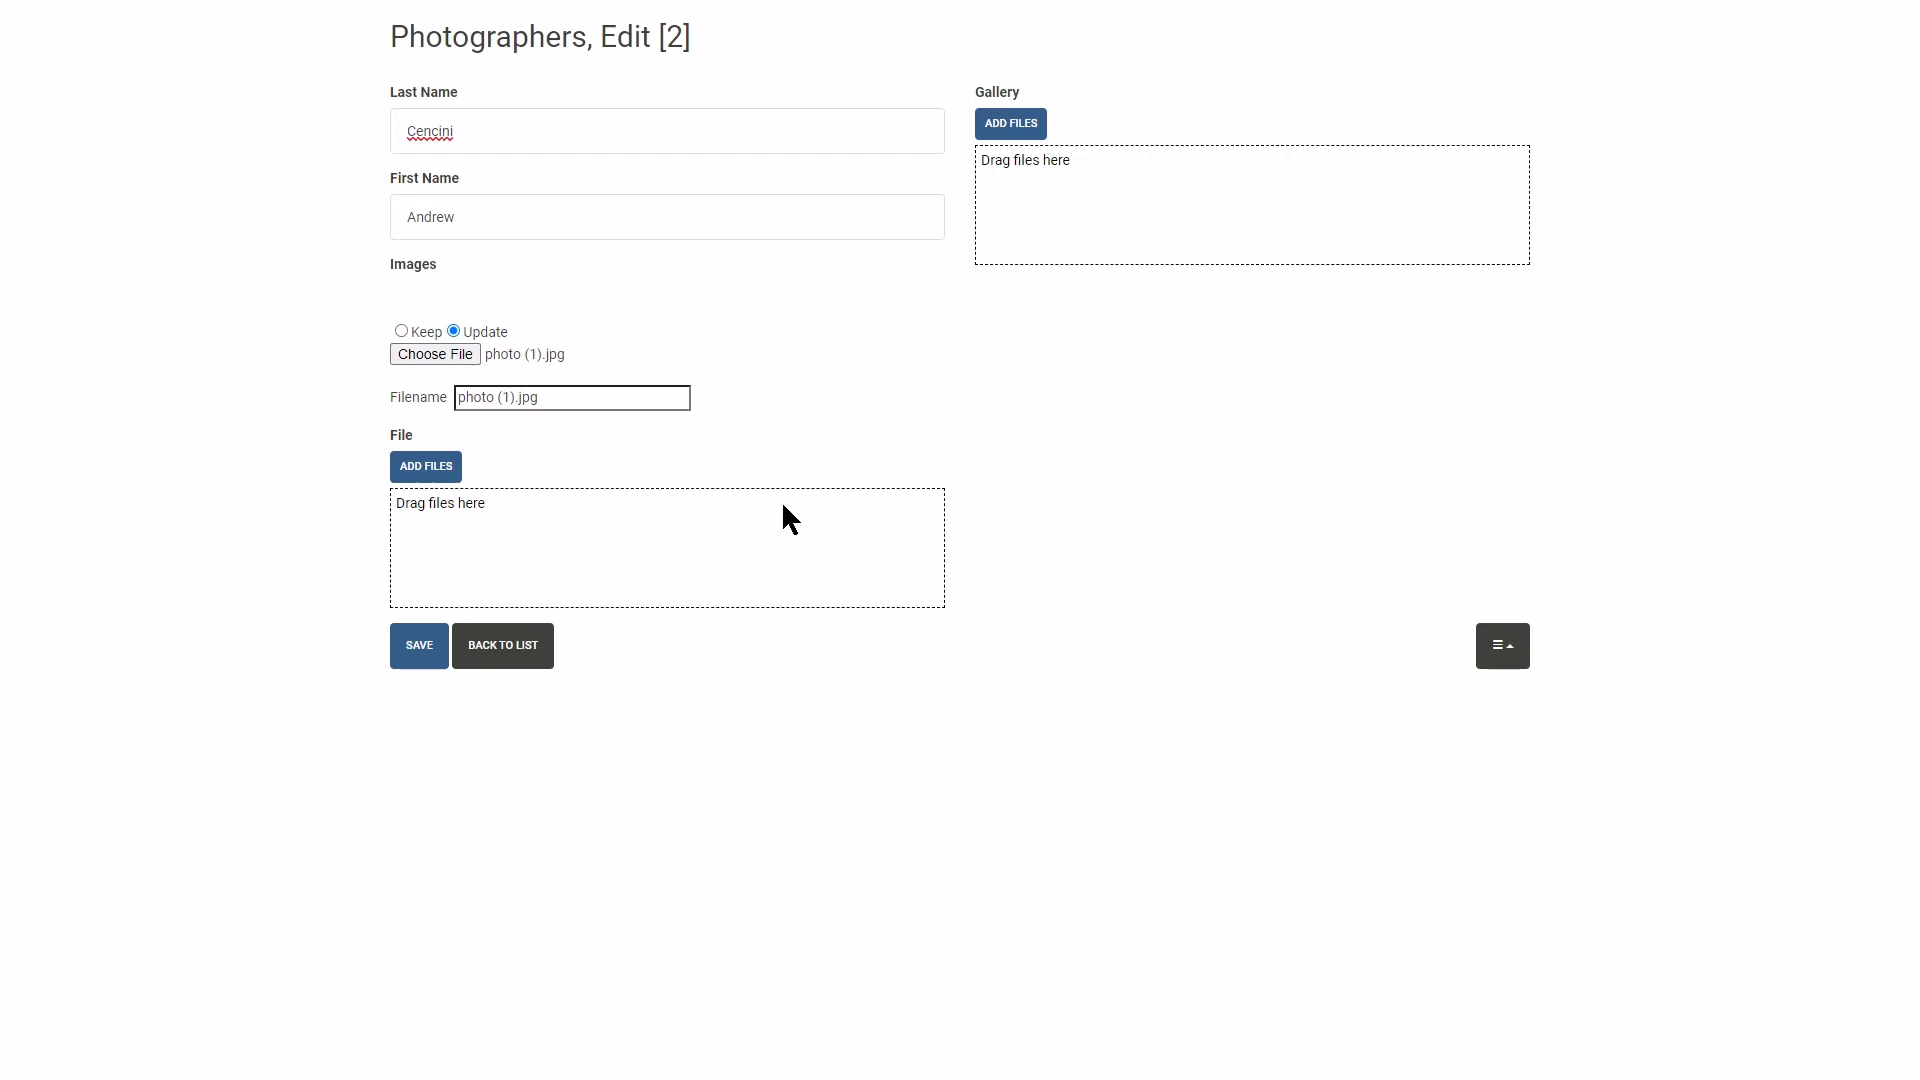 Photographers, Edit [2]
Last Name
Cencini
First Name
Andrew
Images
Keep Update
Choose File photo (1).jpg
Filename photo (1).jpg
File
ADD FILES
Drag files here
SAVE BACK TO LIST
Gallery
ADD FILES
Drag files here